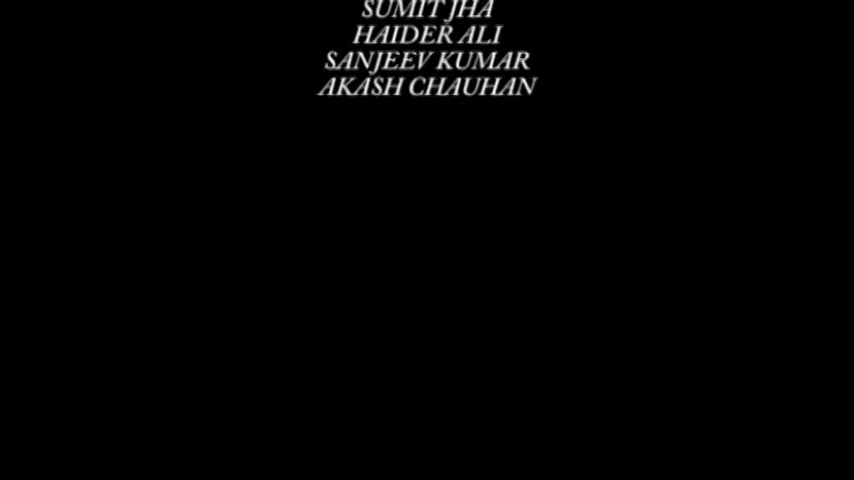 SUMIT JHA
HAIDER ALI
SANJEEV KUMAR
AKASH CHAUHAN